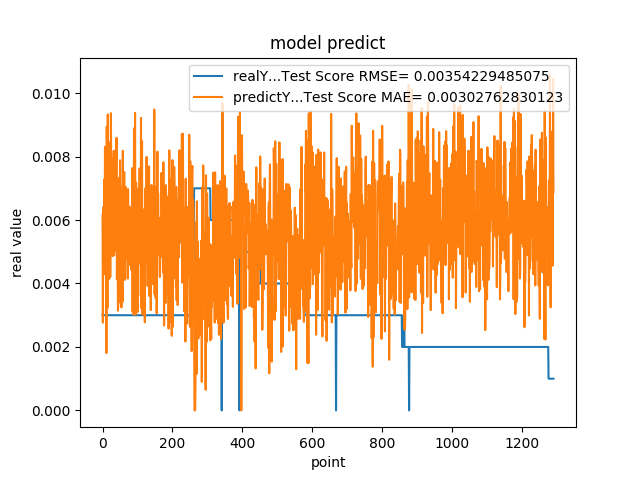 model predict
realY...Test Score RMSE= 0.00354229485075
predictY...Test Score MAE= 0.00302762830123
0.010
0.008
0.006
0.004
0.002
0.000
real value
0 200 400 600 800 1000 1200
point